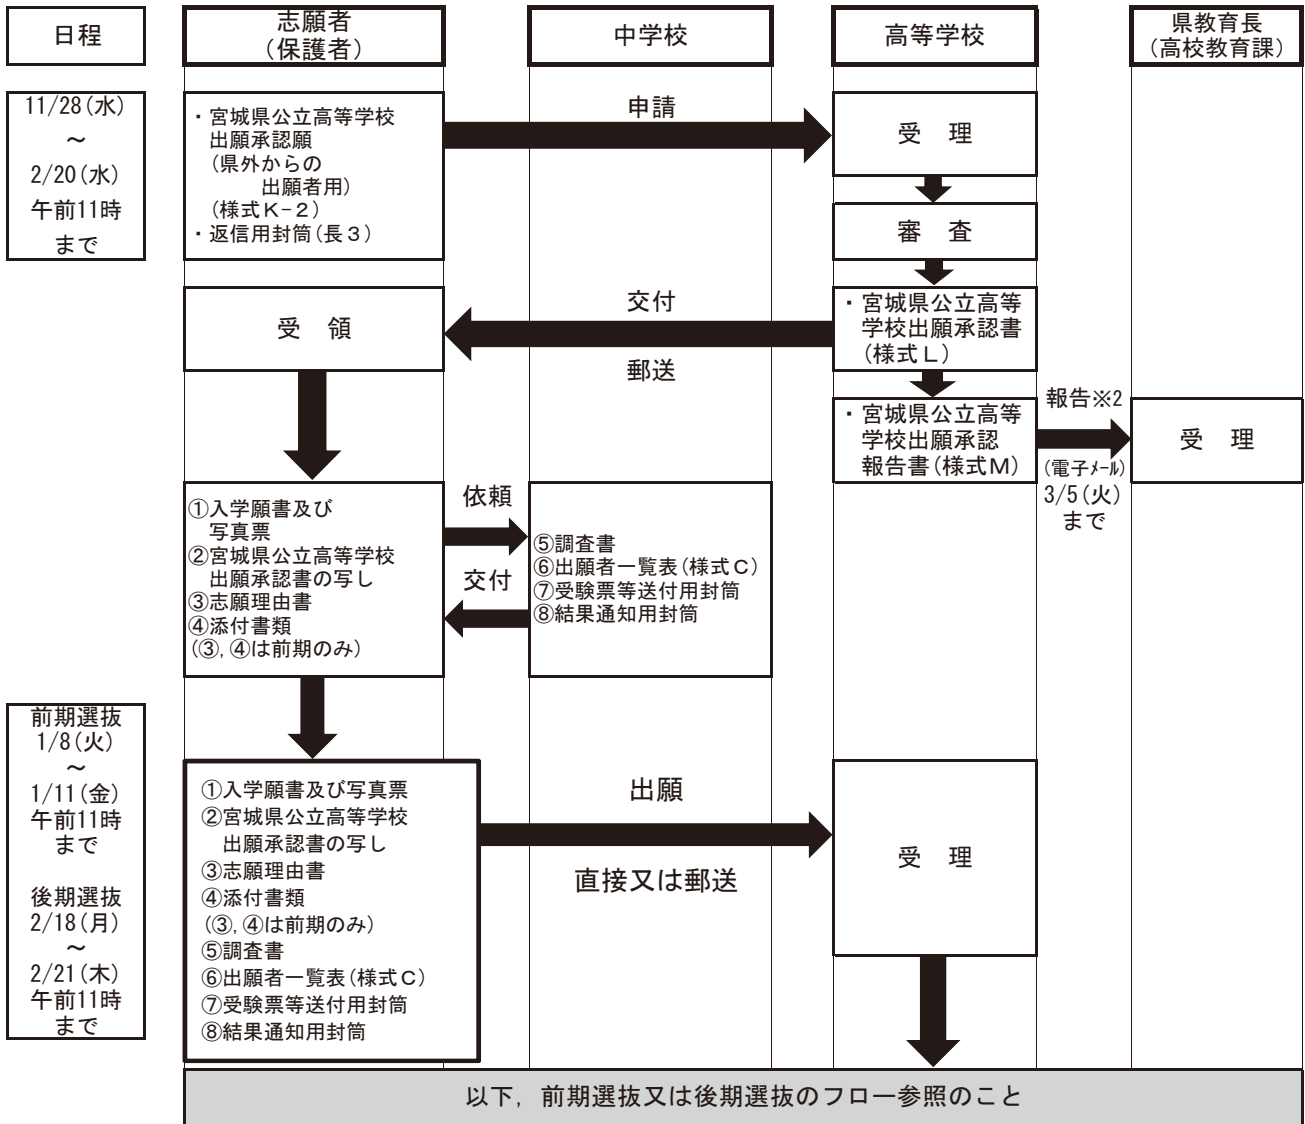 日程
志願者
(保護者)
中学校
高等学校
県教育長
(高校教育課)
11/28(水)
～
2/20(水)
午前11時
まで
・宮城県公立高等学校
出願承認願
(県外からの
出願者用)
(様式K-2)
・返信用封筒(長3)
申請
受　理
審　査
・宮城県公立高等
学校出願承認書
(様式L)
交付
郵送
受　領
・宮城県公立高等
学校出願承認
報告書(様式M)
報告※2
(電子メール)
3/5(火)
まで
受　理
①入学願書及び
写真票
②宮城県公立高等学校
出願承認書の写し
③志願理由書
④添付書類
(③,④は前期のみ)
依頼
交付
⑤調査書
⑥出願者一覧表(様式C)
⑦受験票等送付用封筒
⑧結果通知用封筒
前期選抜
1/8(火)
～
1/11(金)
午前11時
まで
後期選抜
2/18(月)
～
2/21(木)
午前11時
まで
①入学願書及び写真票
②宮城県公立高等学校
出願承認書の写し
③志願理由書
④添付書類
(③,④は前期のみ)
⑤調査書
⑥出願者一覧表(様式C)
⑦受験票等送付用封筒
⑧結果通知用封筒
出願
直接又は郵送
受　理
以下，前期選抜又は後期選抜のフロー参照のこと